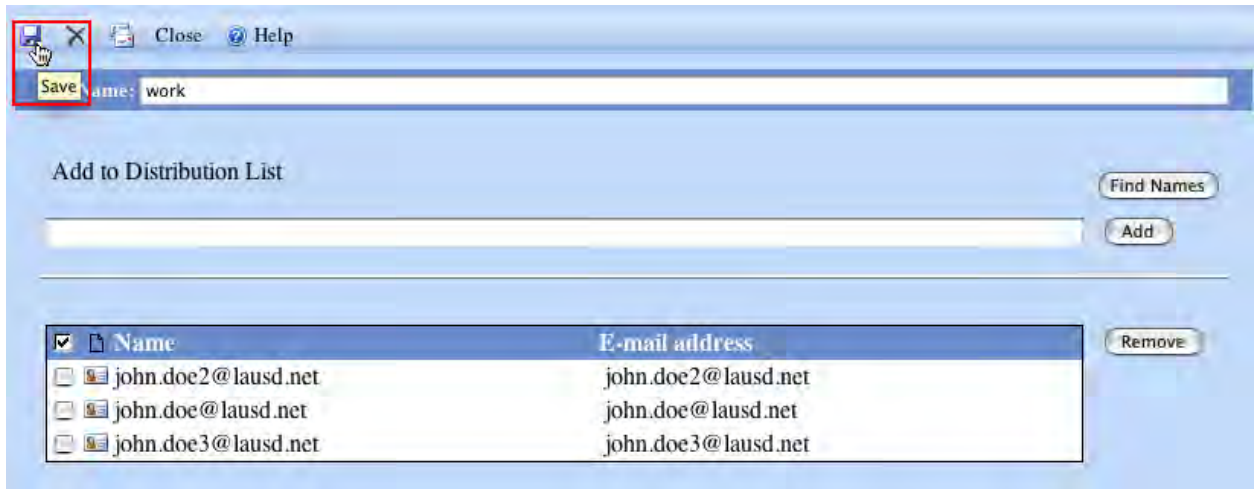 Close Help
Save ame: work
Add to Distribution List
Find Names
Add
Name E-mail address
Remove
john.doe2@lausd.net john.doe2@lausd.net
john.doe@lausd.net john.doe@lausd.net
john.doe3@lausd.net john.doe3@lausd.net